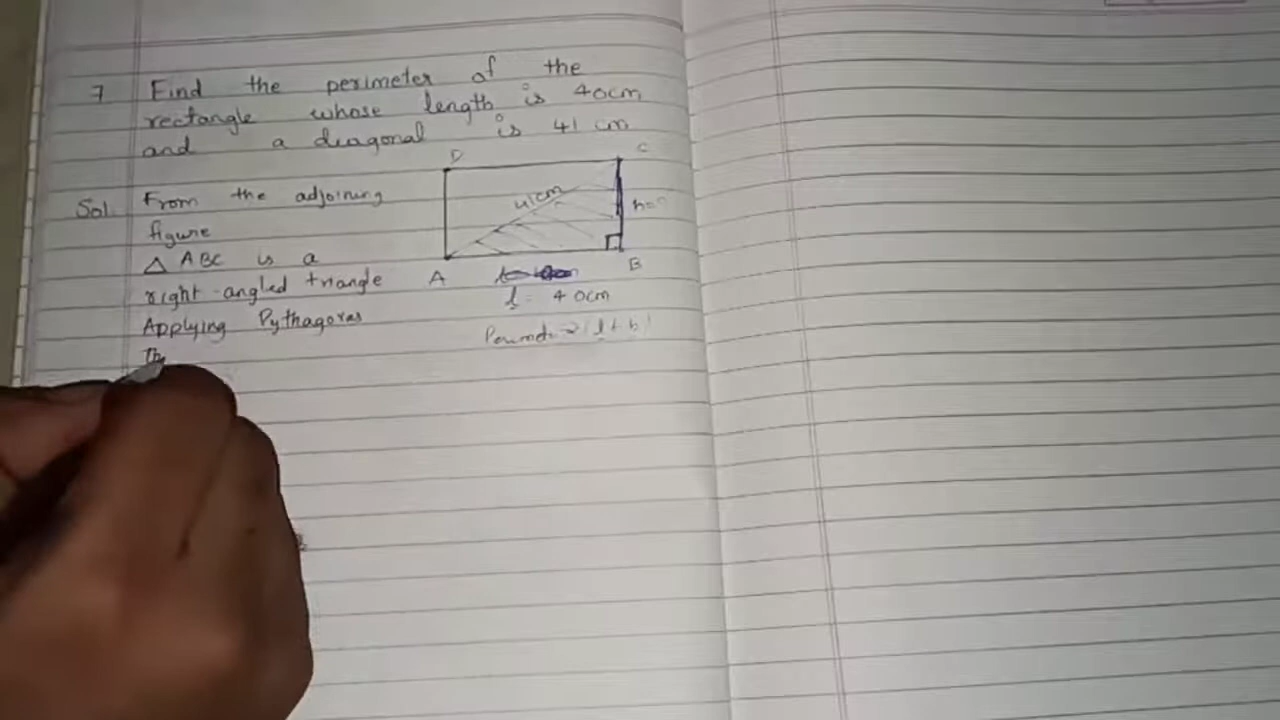 7 Find the perimeter of the
rectangle whose length is 40cm
and a diagonal is 41 cm
D C
Sol. From the adjoining
41cm
figure
△ ABC is a
A B
right-angled triangle
l = 40cm
Applying Pythagoras
Th